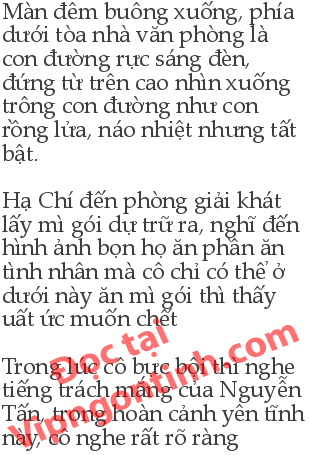 Màn đêm buông xuống, phía
dưới tòa nhà văn phòng là
con đường rực sáng đèn,
đứng từ trên cao nhìn xuống
trông con đường như con
rồng lửa, náo nhiệt nhưng tất
bật.
Hạ Chí đến phòng giải khát
lấy mì gói dự trữ ra, nghĩ đến
hình ảnh bọn họ ăn phần ăn
tình nhân mà cô chỉ có thể ở
dưới này ăn mì gói thì thấy
uất ức muốn chết
Trong lúc cô bực bội thì nghe
tiếng trách mắng của Nguyễn
Tấn, trong hoàn cảnh yên tĩnh
này, cô nghe rất rõ ràng
Đọc tại
Vipngontinh.com